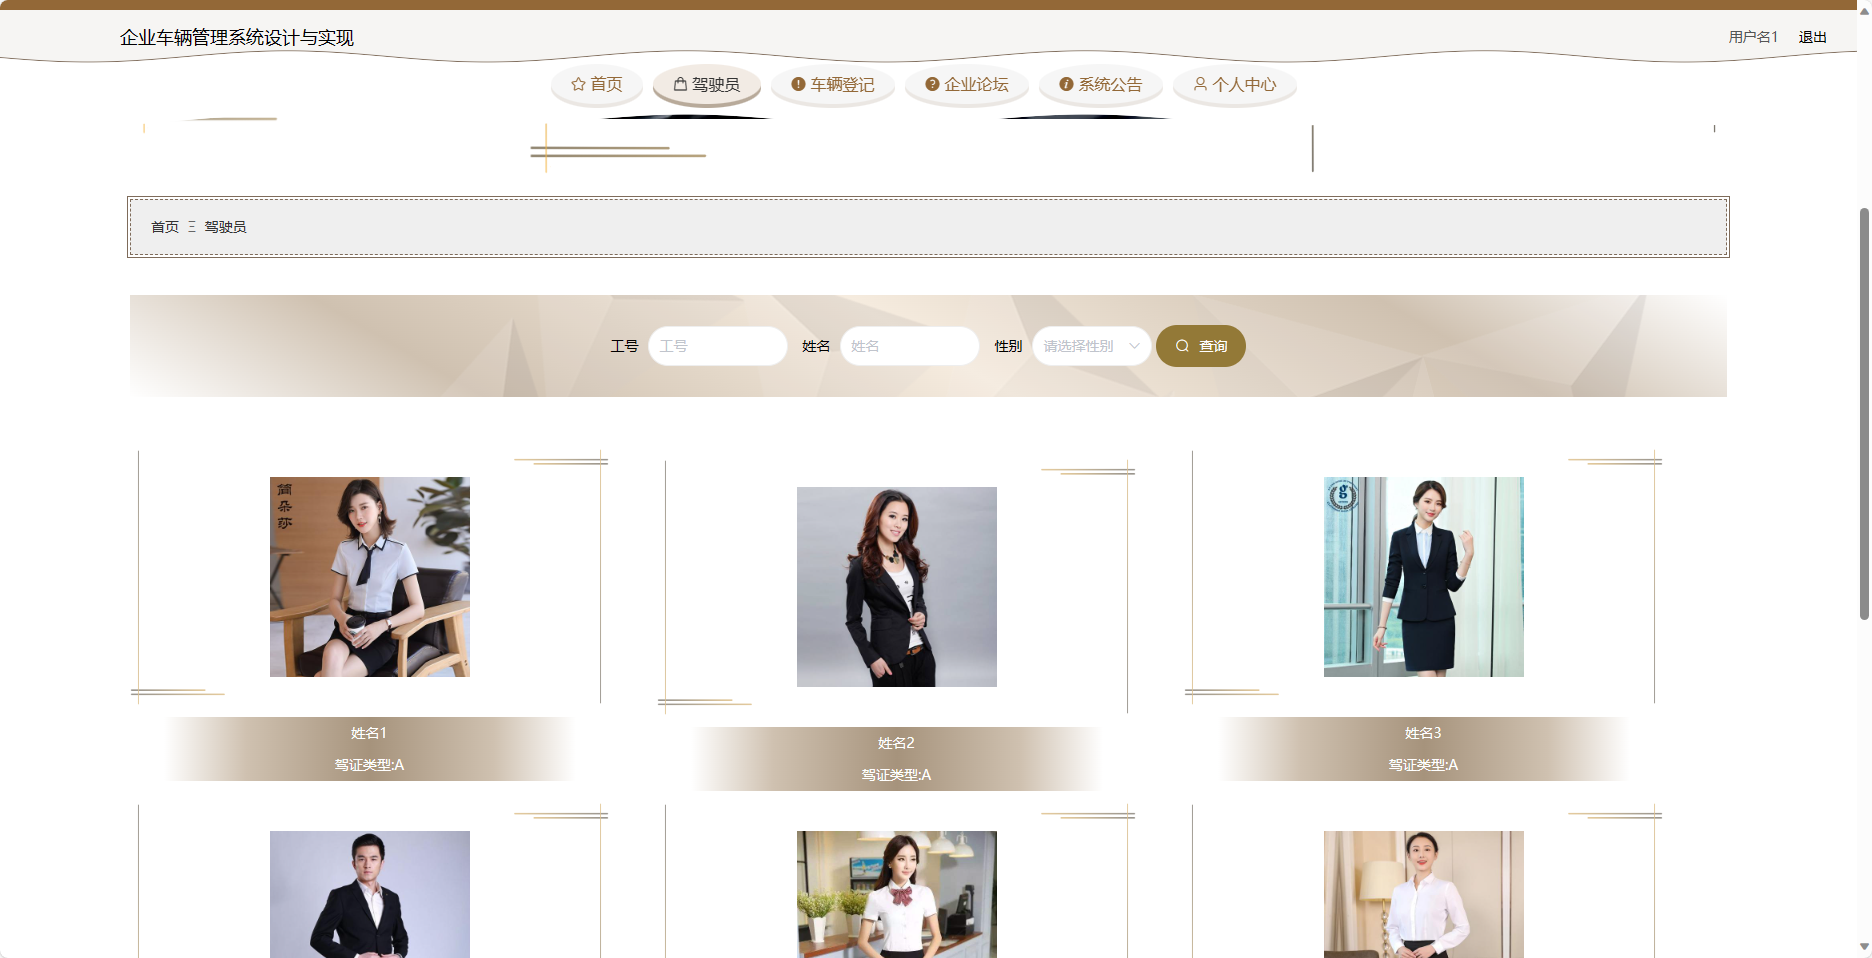 企业车辆管理系统设计与实现
用户名1 退出
首页 驾驶员 车辆登记 企业论坛 系统公告 个人中心
首页 驾驶员
工号 工号 姓名 姓名 性别 请选择性别 查询
简朵莎
g
姓名1
驾证类型:A
姓名2
驾证类型:A
姓名3
驾证类型:A